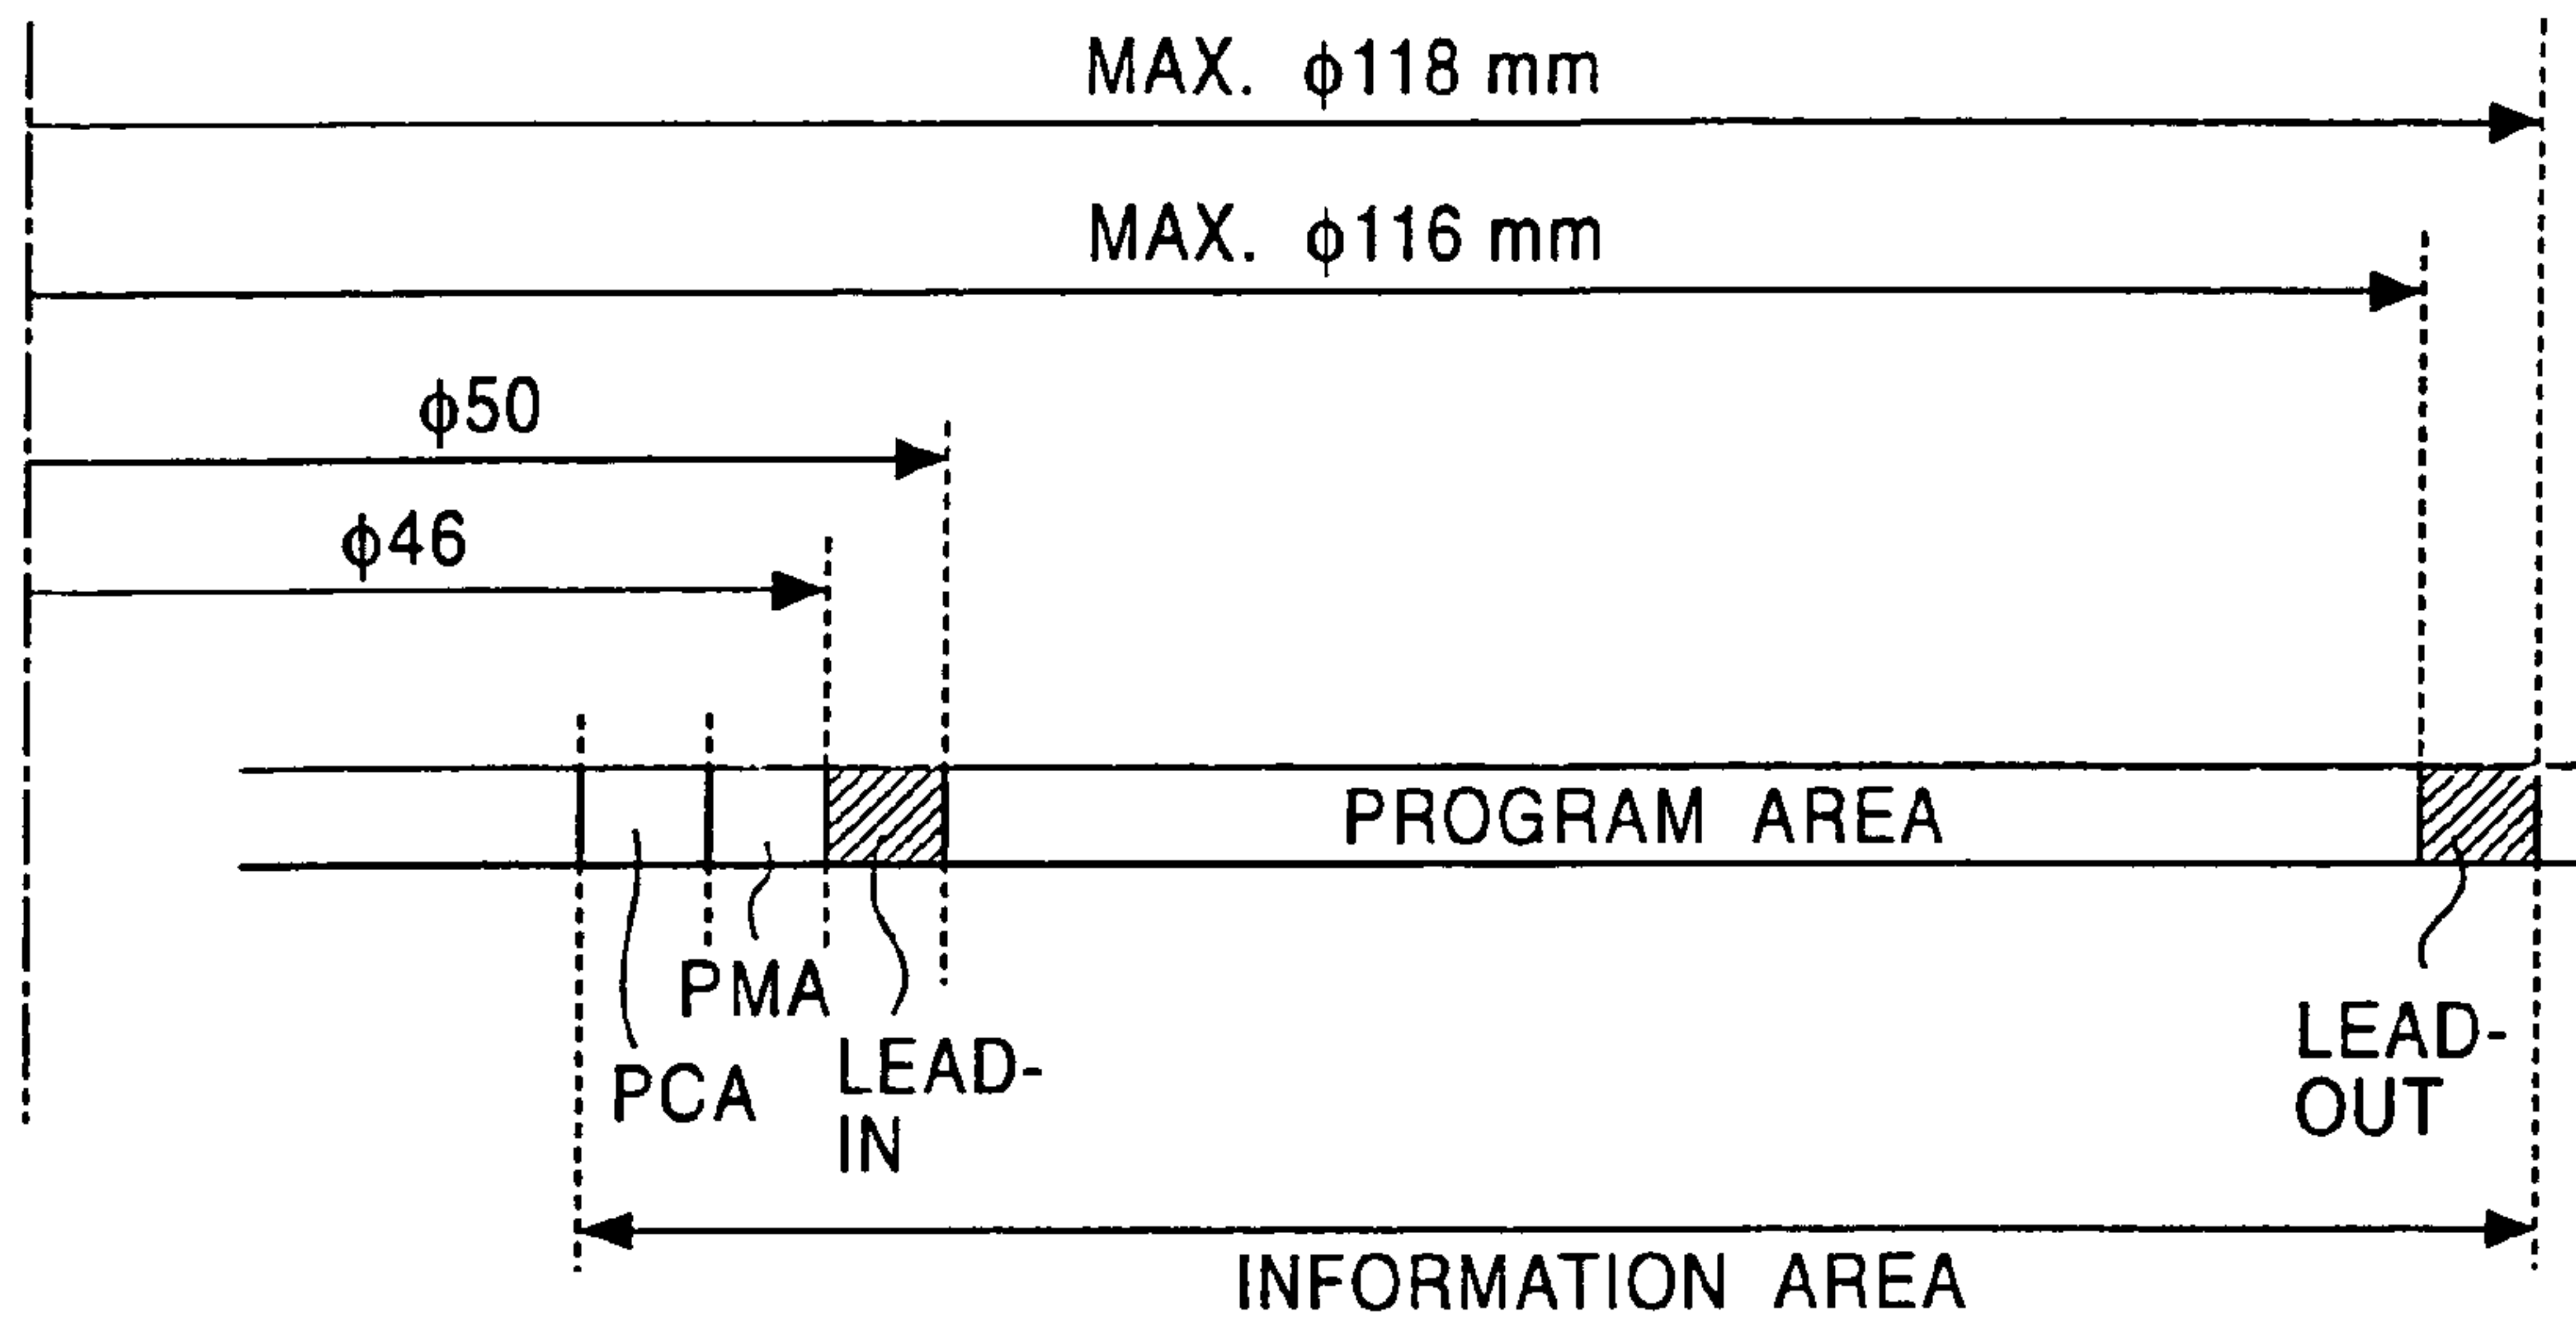 MAX. ϕ118 mm
MAX. ϕ116 mm
ϕ50
ϕ46
PROGRAM AREA
PMA
PCA
LEAD-
IN
LEAD-
OUT
INFORMATION AREA